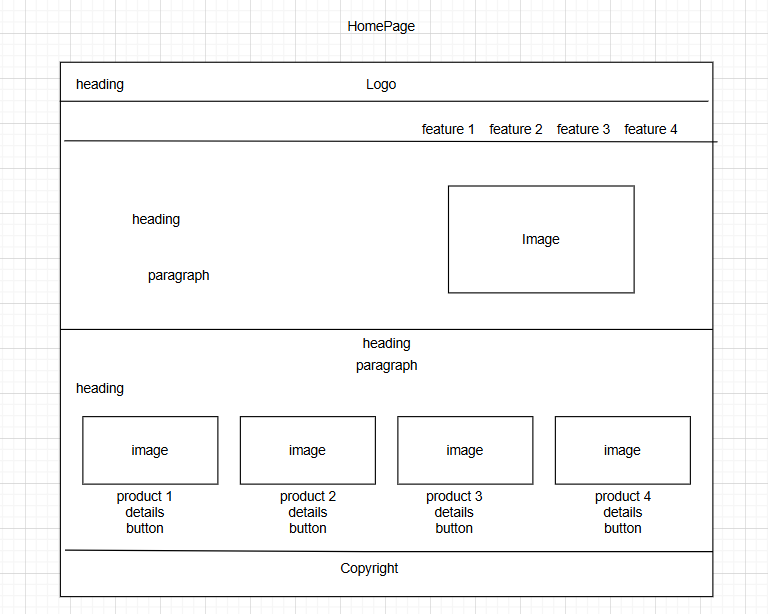 HomePage
heading Logo
feature 1 feature 2 feature 3 feature 4
heading
Image
paragraph
heading
paragraph
heading
image image image image
product 1 product 2 product 3 product 4
details details details details
button button button button
Copyright